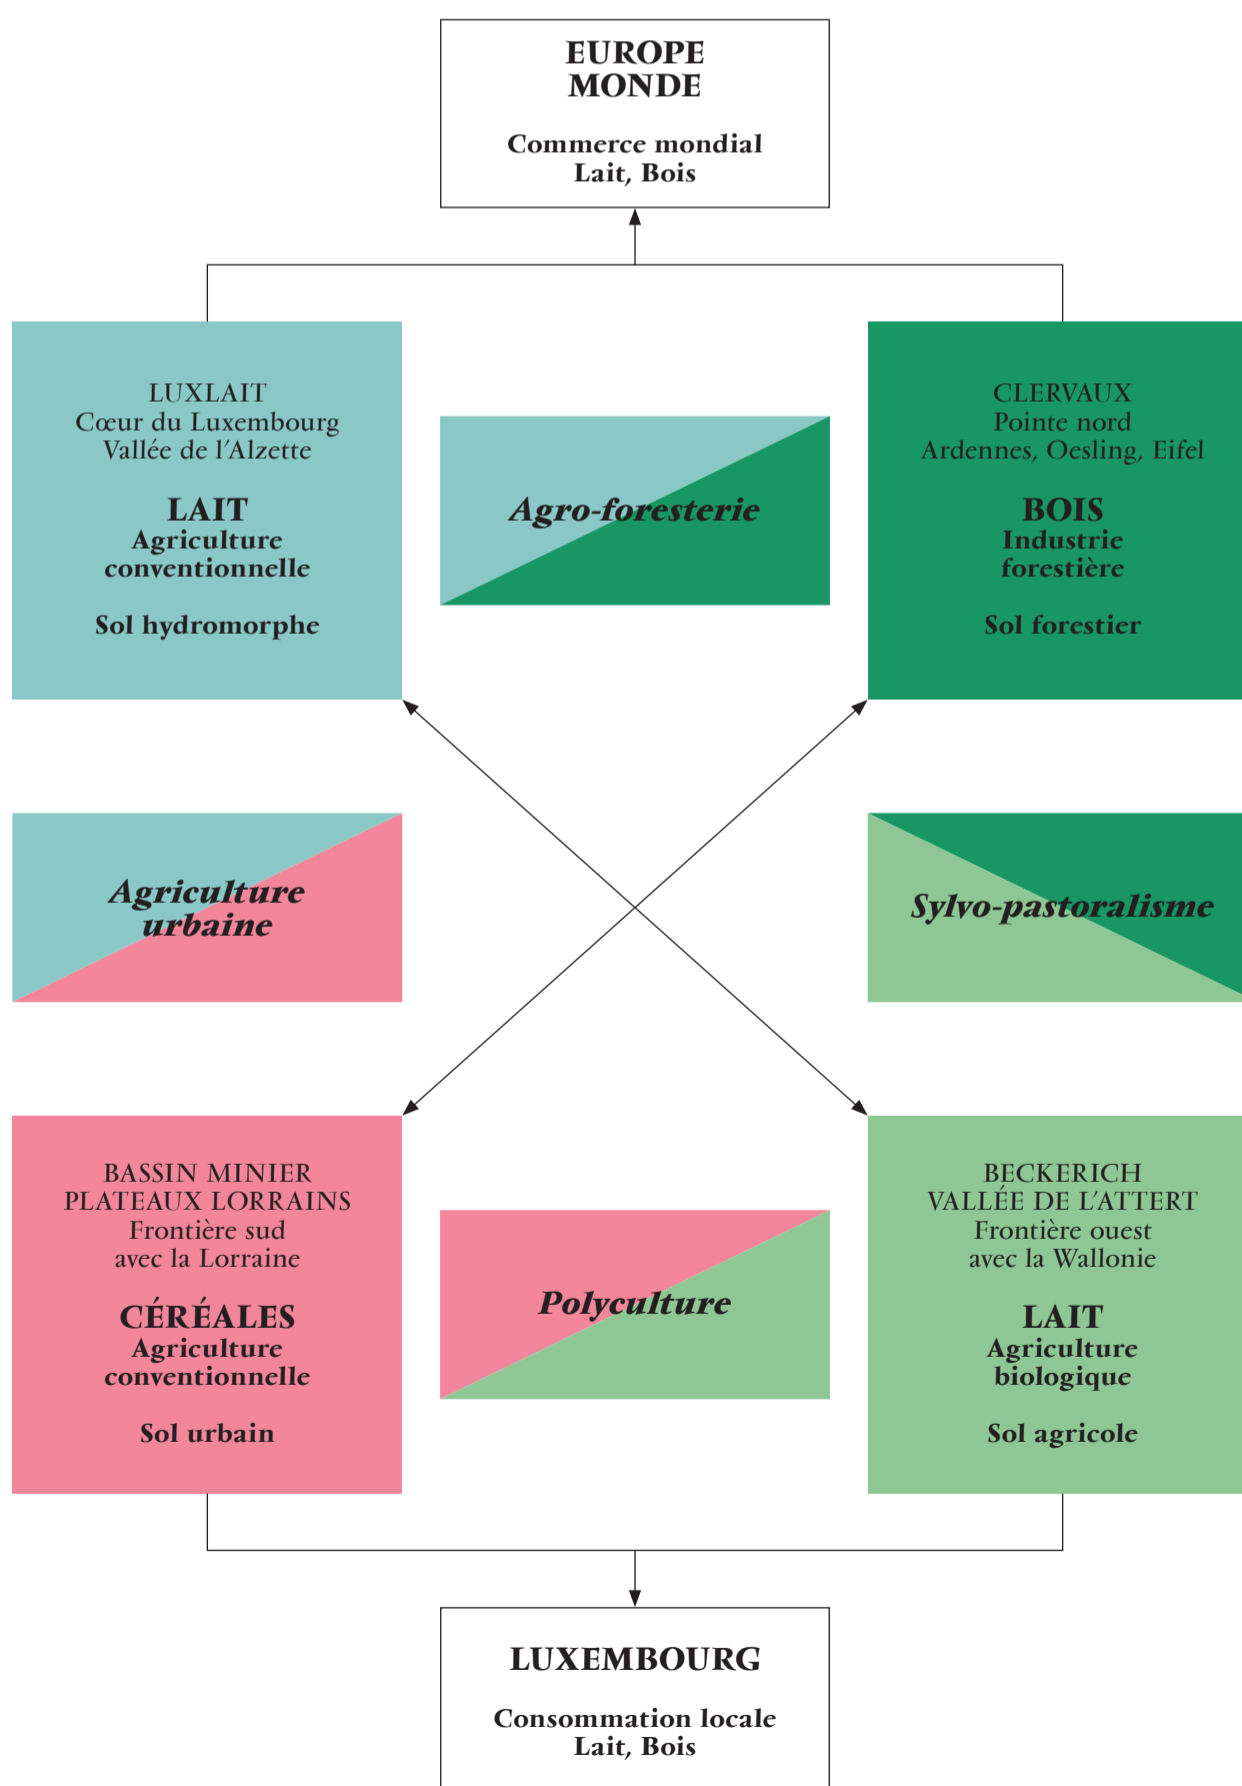 EUROPE
MONDE
Commerce mondial
Lait, Bois
LUXLAIT
Cœur du Luxembourg
Vallée de l’Alzette
LAIT
Agriculture
conventionnelle
Sol hydromorphe
Agro-foresterie
CLERVAUX
Pointe nord
Ardennes, Oesling, Eifel
BOIS
Industrie
forestière
Sol forestier
Agriculture
urbaine
Sylvo-pastoralisme
BASSIN MINIER
PLATEAUX LORRAINS
Frontière sud
avec la Lorraine
CÉRÉALES
Agriculture
conventionnelle
Sol urbain
Polyculture
BECKERICH
VALLÉE DE L’ATTERT
Frontière ouest
avec la Wallonie
LAIT
Agriculture
biologique
Sol agricole
LUXEMBOURG
Consommation locale
Lait, Bois